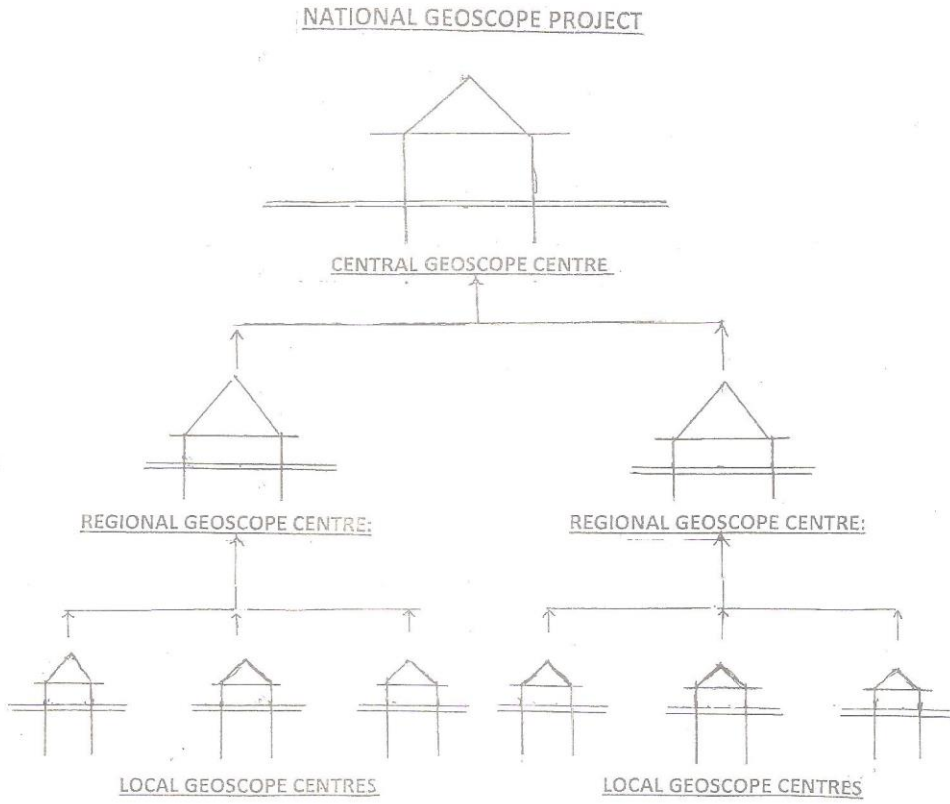 NATIONAL GEOSCOPE PROJECT
CENTRAL GEOSCOPE CENTRE
REGIONAL GEOSCOPE CENTRE:
REGIONAL GEOSCOPE CENTRE:
LOCAL GEOSCOPE CENTRES
LOCAL GEOSCOPE CENTRES